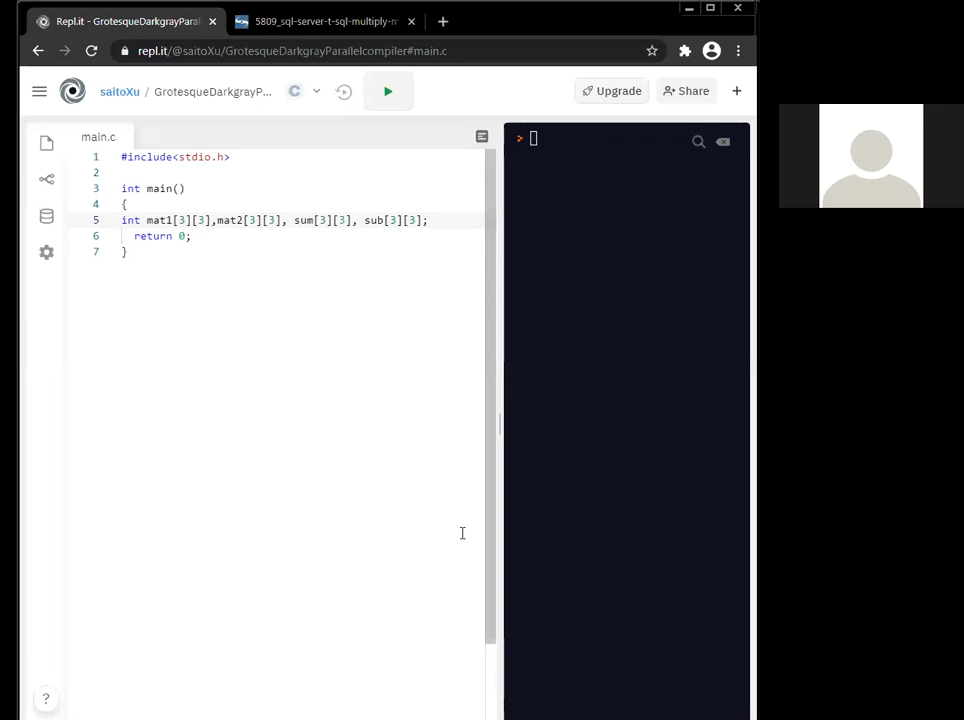 Repl.it - GrotesqueDarkgrayParal
5809_sql-server-t-sql-multiply-m
repl.it/@saitoXu/GrotesqueDarkgrayParallelcompiler#main.c
saitoXu / GrotesqueDarkgrayP...
C
Upgrade
Share
main.c
1 #include<stdio.h>
2
3 int main()
4 {
5 int mat1[3][3],mat2[3][3], sum[3][3], sub[3][3];
6 return 0;
7 }
>
?